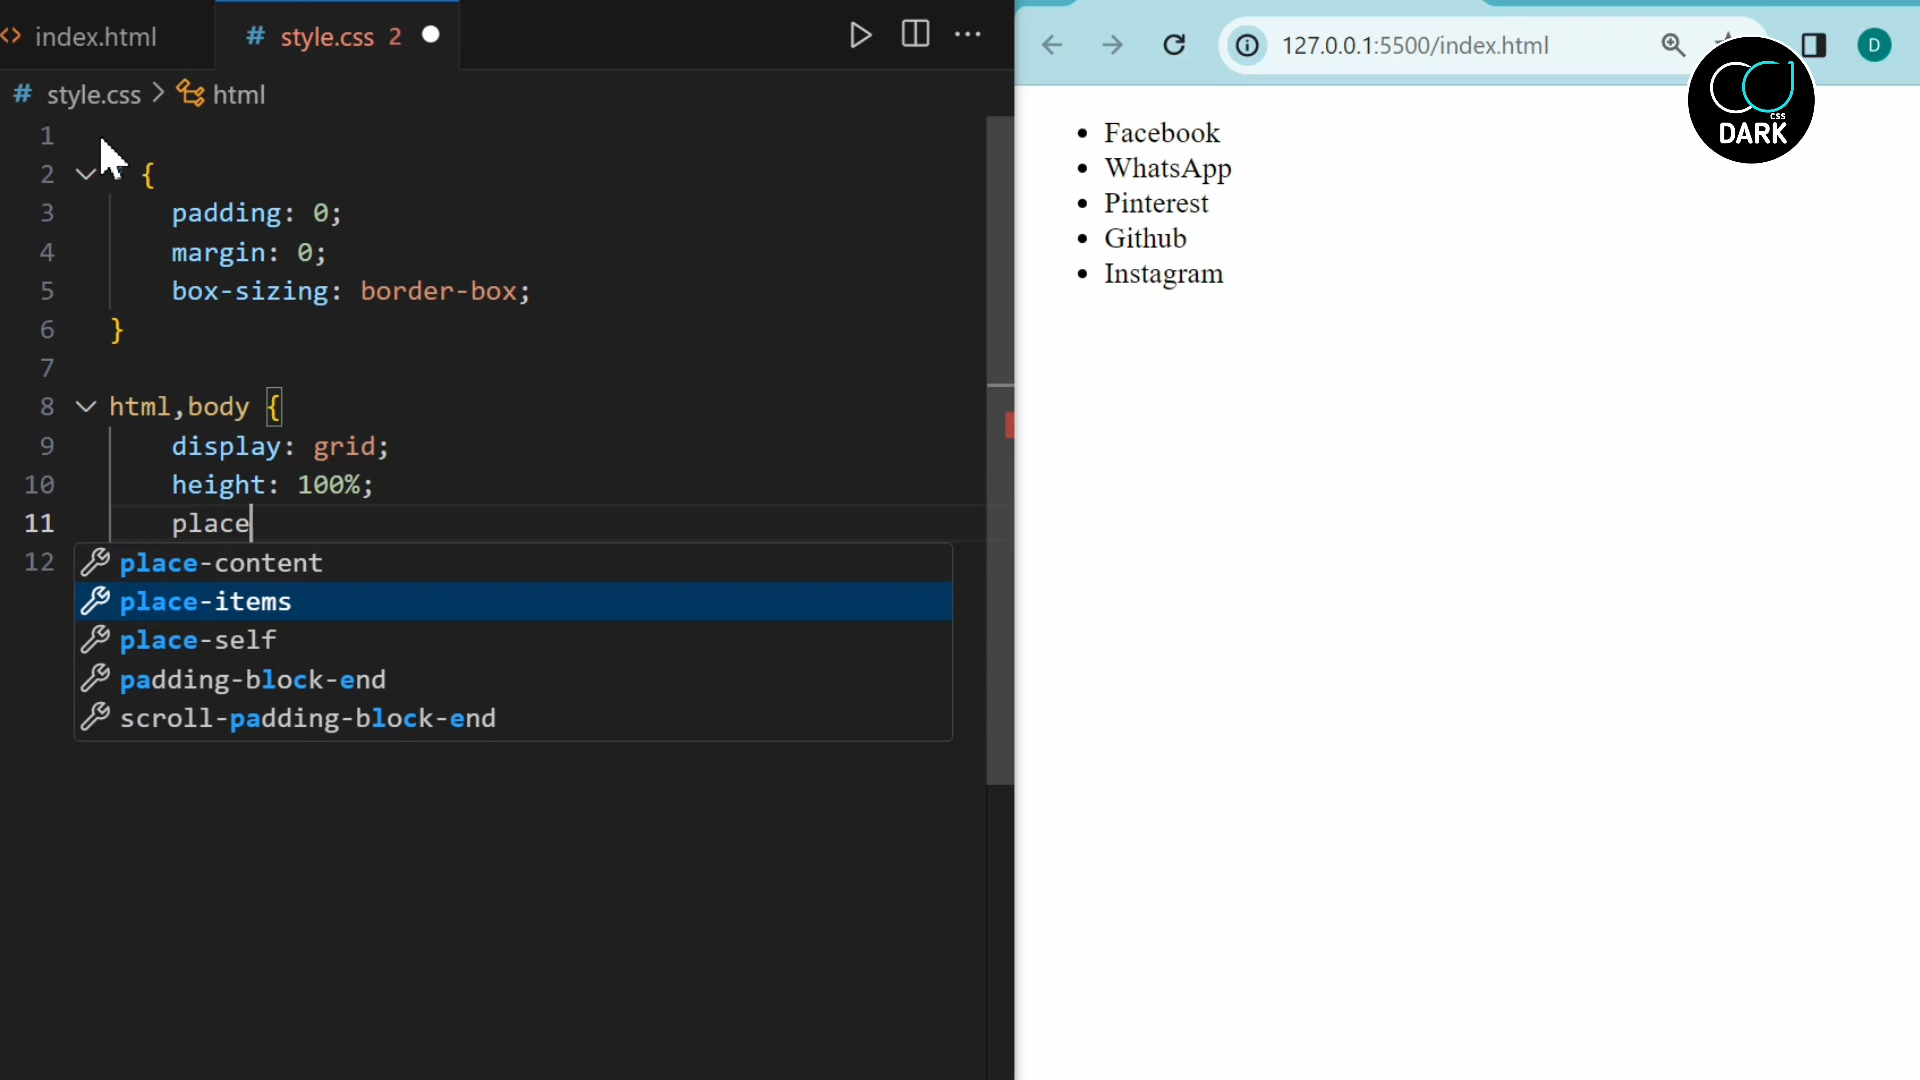 index.html
# style.css 2
# style.css > html
1
2 {
3 padding: 0;
4 margin: 0;
5 box-sizing: border-box;
6 }
7
8 html,body {
9 display: grid;
10 height: 100%;
11 place
12
place-content
place-items
place-self
padding-block-end
scroll-padding-block-end
127.0.0.1:5500/index.html
D
CSS
DARK
• Facebook
• WhatsApp
• Pinterest
• Github
• Instagram